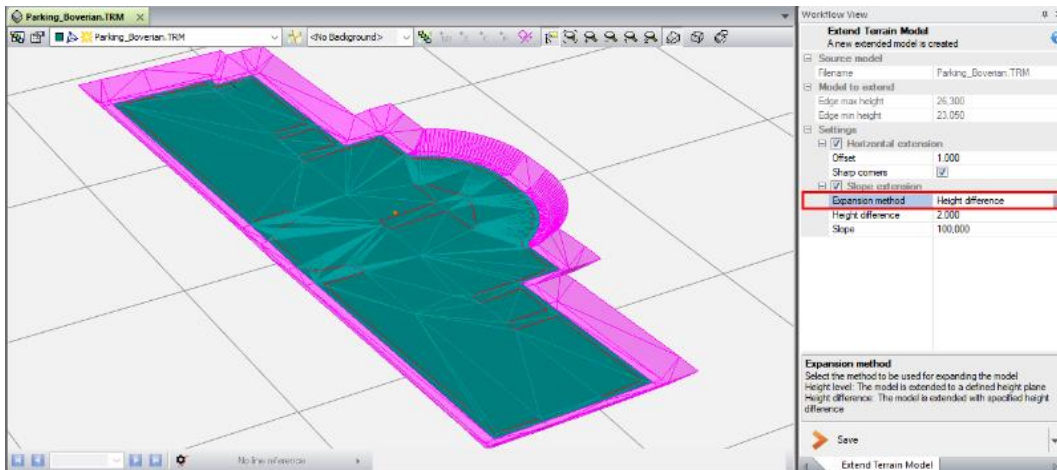 Parking_Boverian.TRM
Parking_Boverian.TRM
<No Background>
No line reference
Workflow View
Extend Terrain Model
A new extended model is created
Source model
Filename Parking_Boverian.TRM
Model to extend
Edge max height 26,300
Edge min height 23,050
Settings
Horizontal extension
Offset 1,000
Sharp corners
Slope extension
Expansion method Height difference
Height difference 2,000
Slope 100,000
Expansion method
Select the method to be used for expanding the model
Height level: The model is extended to a defined height plane
Height difference: The model is extended with specified height
difference
Save
Extend Terrain Model